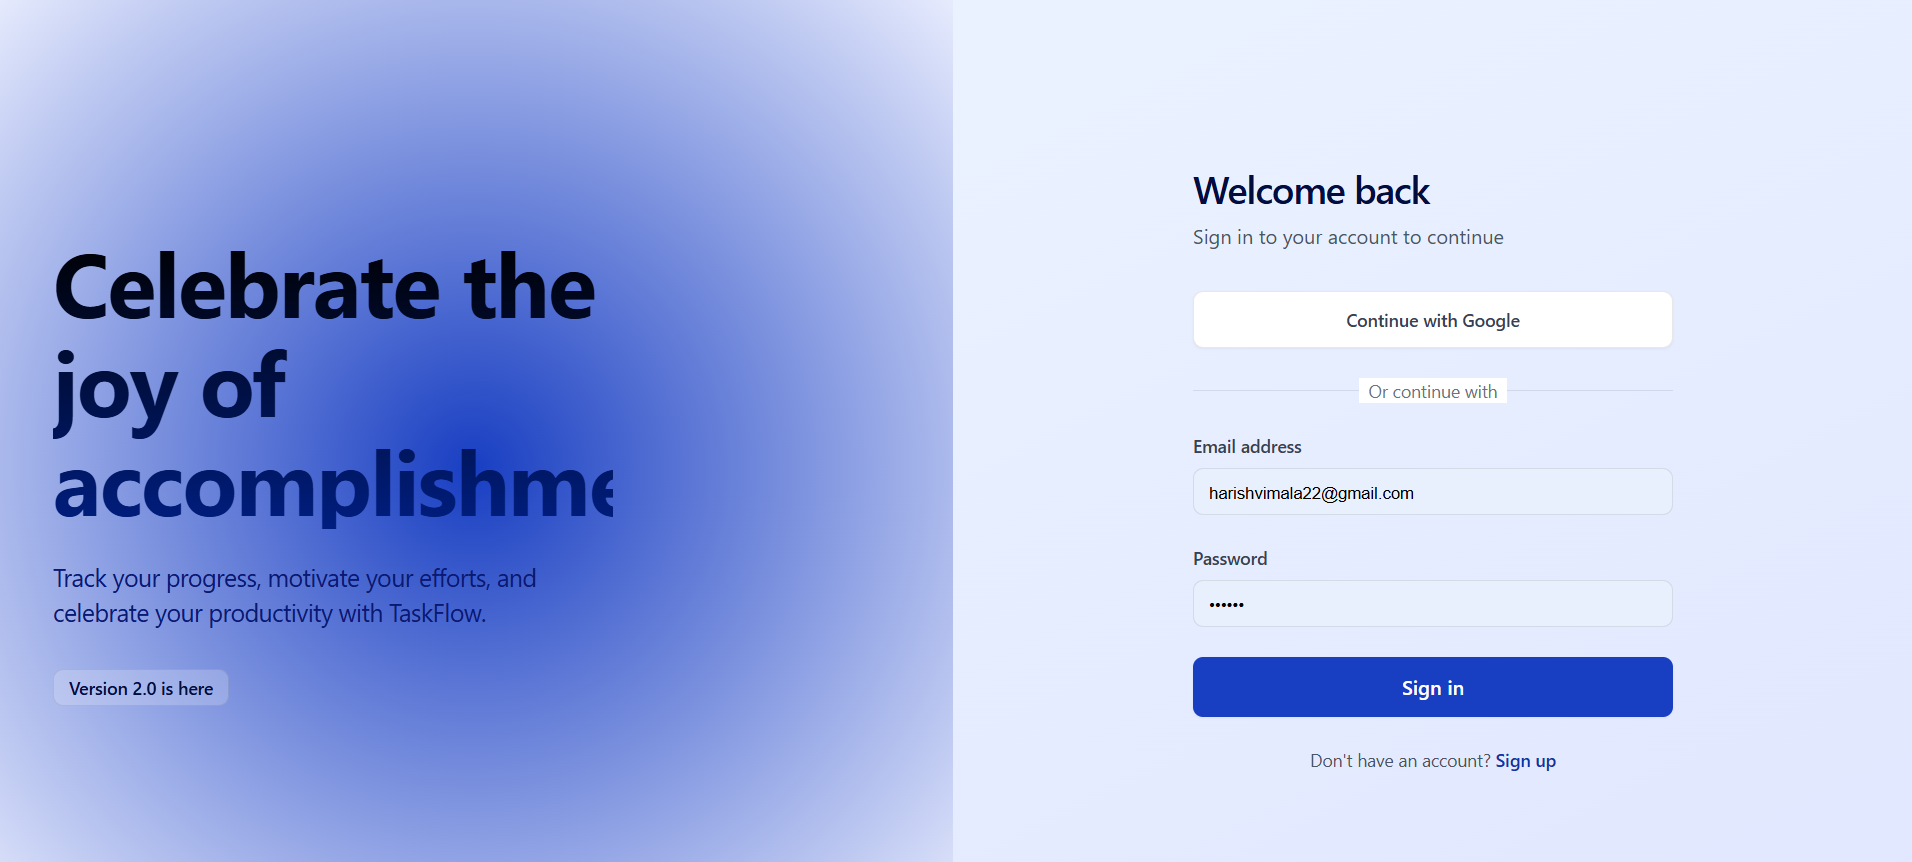 Celebrate the
joy of
accomplishme
Track your progress, motivate your efforts, and
celebrate your productivity with TaskFlow.
Version 2.0 is here
Welcome back
Sign in to your account to continue
Continue with Google
Or continue with
Email address
harishvimala22@gmail.com
Password
••••••
Sign in
Don't have an account? Sign up